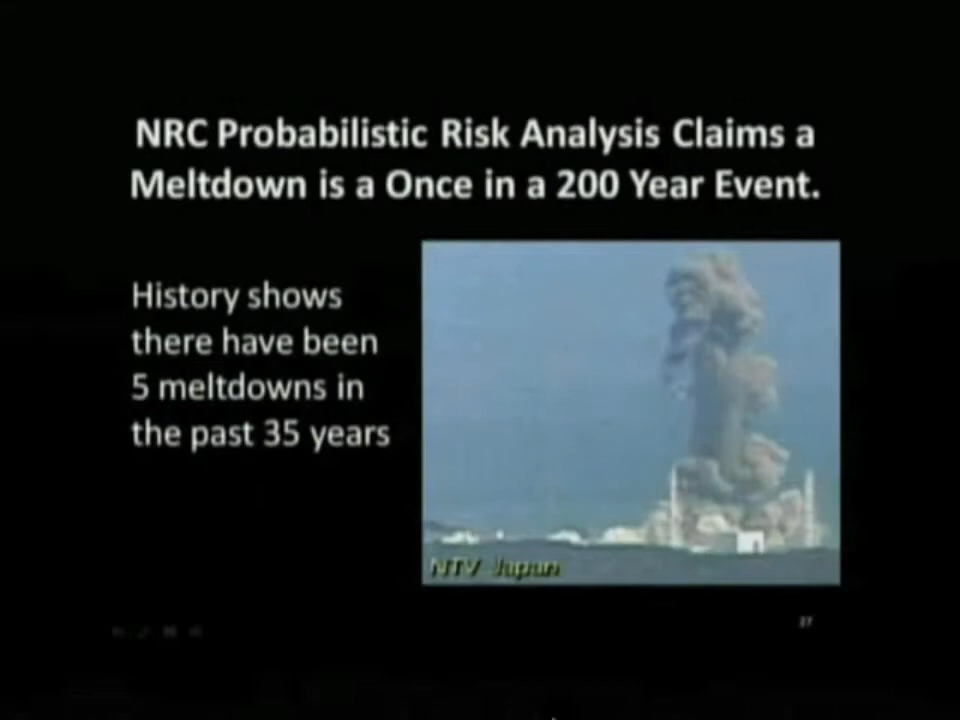 NRC Probabilistic Risk Analysis Claims a
Meltdown is a Once in a 200 Year Event.
History shows
there have been
5 meltdowns in
the past 35 years
NTV Japan
27